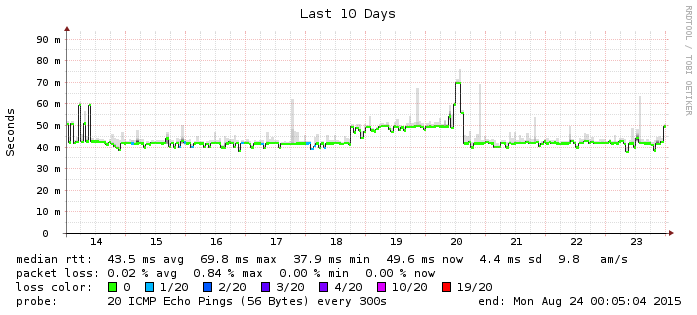 Last 10 Days
RRDTOOL / TOBI OETIKER
Seconds
90 m
80 m
70 m
60 m
50 m
40 m
30 m
20 m
10 m
0
14 15 16 17 18 19 20 21 22 23
median rtt: 43.5 ms avg 69.8 ms max 37.9 ms min 49.6 ms now 4.4 ms sd 9.8 am/s
packet loss: 0.02 % avg 0.84 % max 0.00 % min 0.00 % now
loss color: 0 1/20 2/20 3/20 4/20 10/20 19/20
probe: 20 ICMP Echo Pings (56 Bytes) every 300s end: Mon Aug 24 00:05:04 2015